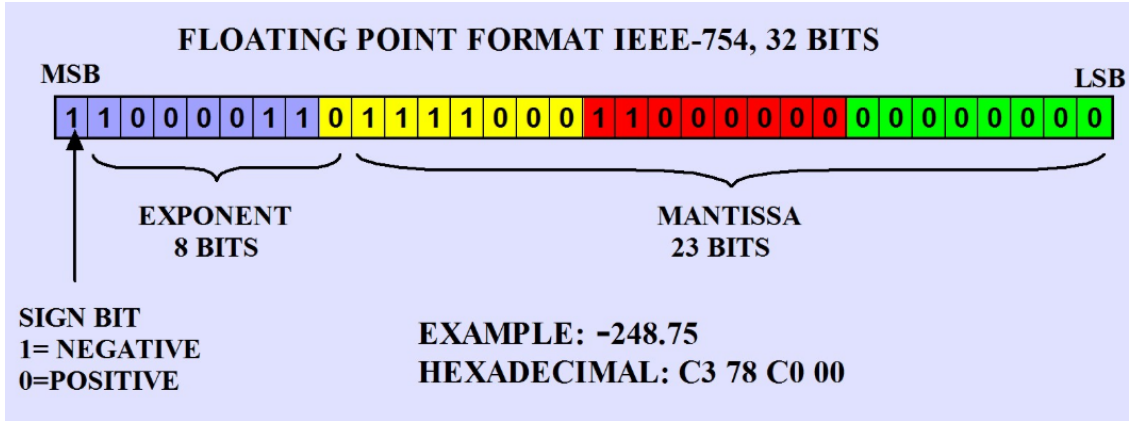 FLOATING POINT FORMAT IEEE-754, 32 BITS
MSB LSB
1 1 0 0 0 0 1 1 0 1 1 1 1 0 0 0 1 1 0 0 0 0 0 0 0 0 0 0 0 0 0 0
EXPONENT MANTISSA
8 BITS 23 BITS
SIGN BIT
1= NEGATIVE
0=POSITIVE
EXAMPLE: -248.75
HEXADECIMAL: C3 78 C0 00